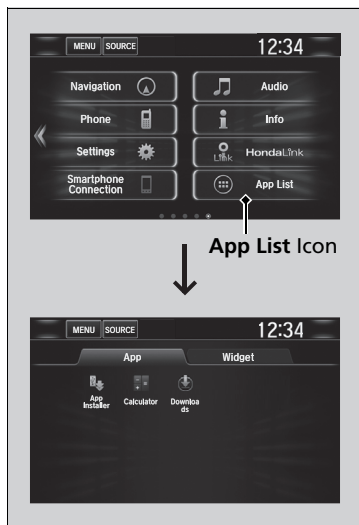 MENU SOURCE 12:34
Navigation Audio
Phone Info
Settings Link HondaLink
Smartphone
Connection App List
App List Icon
MENU SOURCE 12:34
App Widget
App
Installer Calculator Downloa
ds